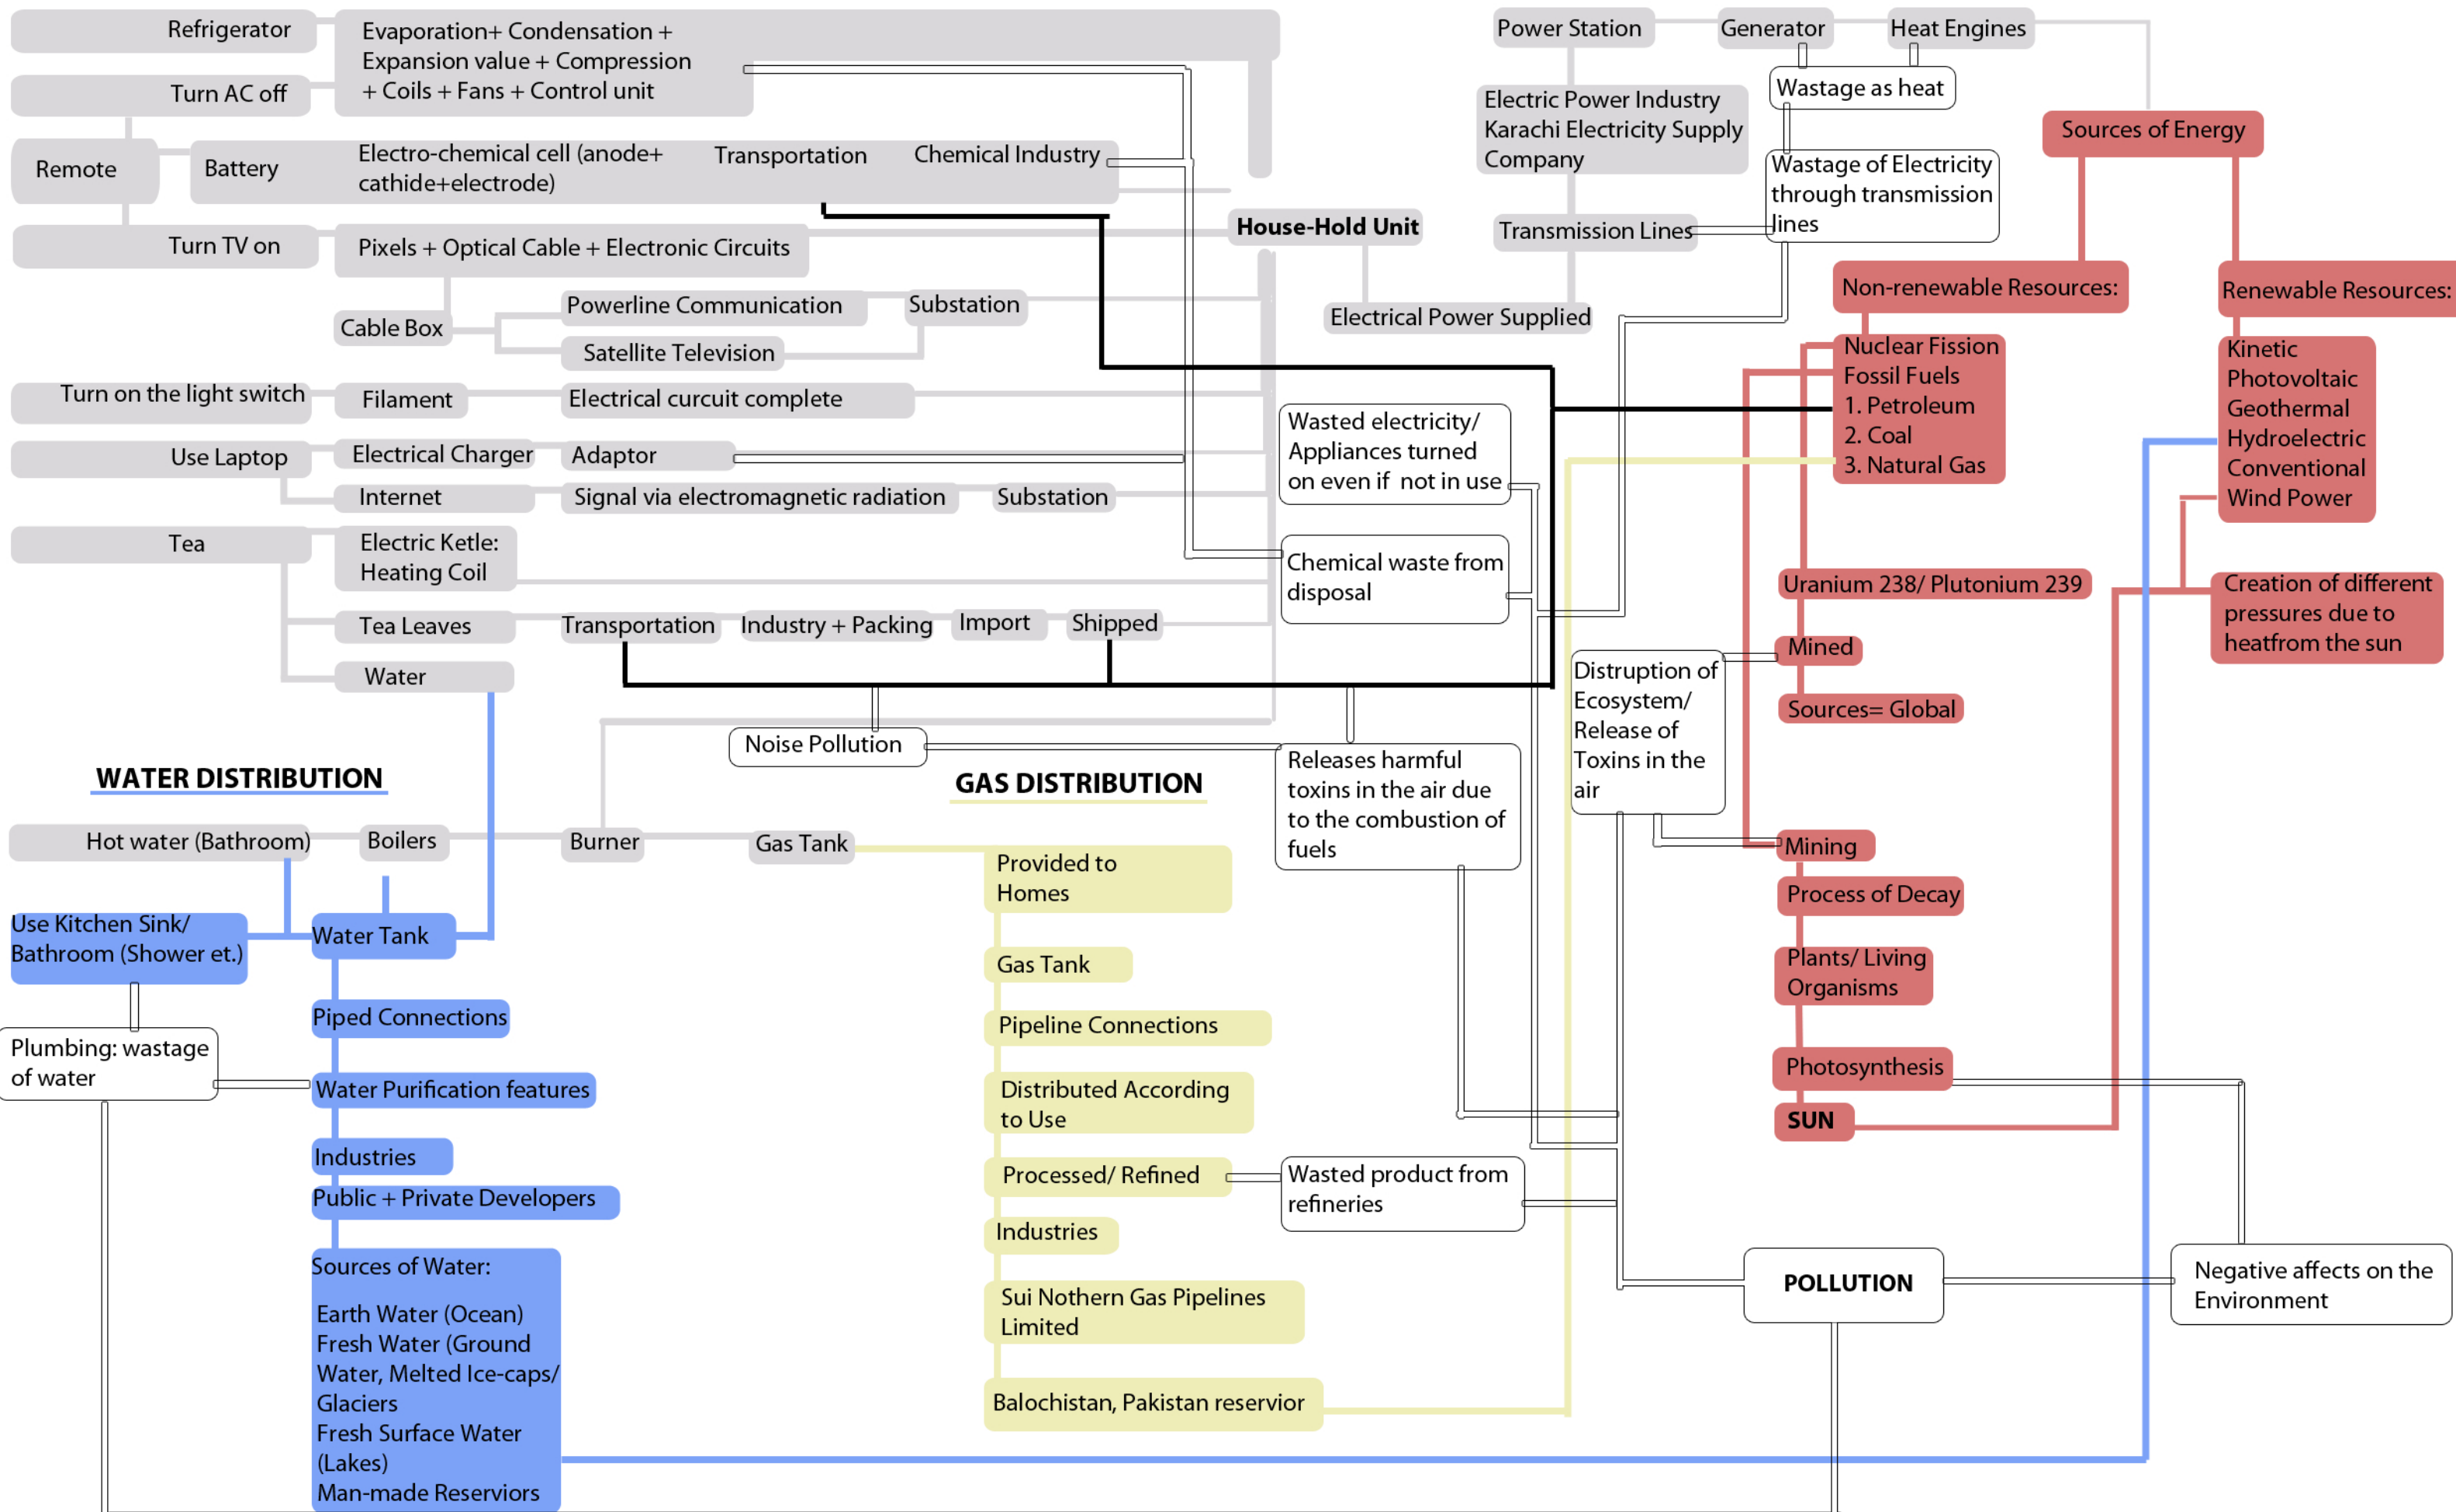 Refrigerator
Evaporation+ Condensation +
Expansion value + Compression
+ Coils + Fans + Control unit
Turn AC off
Remote
Battery
Electro-chemical cell (anode+
cathide+electrode)
Transportation
Chemical Industry
Turn TV on
Pixels + Optical Cable + Electronic Circuits
House-Hold Unit
Cable Box
Powerline Communication
Substation
Satellite Television
Turn on the light switch
Filament
Electrical curcuit complete
Use Laptop
Electrical Charger
Adaptor
Internet
Signal via electromagnetic radiation
Substation
Tea
Electric Ketle:
Heating Coil
Tea Leaves
Transportation
Industry + Packing
Import
Shipped
Water
Power Station
Generator
Heat Engines
Wastage as heat
Electric Power Industry
Karachi Electricity Supply
Company
Wastage of Electricity
through transmission
lines
Transmission Lines
Electrical Power Supplied
Sources of Energy
Non-renewable Resources:
Renewable Resources:
Nuclear Fission
Fossil Fuels
1. Petroleum
2. Coal
3. Natural Gas
Kinetic
Photovoltaic
Geothermal
Hydroelectric
Conventional
Wind Power
Wasted electricity/
Appliances turned
on even if  not in use
Chemical waste from
disposal
Uranium 238/ Plutonium 239
Creation of different
pressures due to
heatfrom the sun
Mined
Sources= Global
Distruption of
Ecosystem/
Release of
Toxins in the
air
Noise Pollution
Releases harmful
toxins in the air due
to the combustion of
fuels
WATER DISTRIBUTION
GAS DISTRIBUTION
Hot water (Bathroom)
Boilers
Burner
Gas Tank
Provided to
Homes
Use Kitchen Sink/
Bathroom (Shower et.)
Water Tank
Gas Tank
Piped Connections
Pipeline Connections
Plumbing: wastage
of water
Water Purification features
Distributed According
to Use
Industries
Processed/ Refined
Wasted product from
refineries
Public + Private Developers
Industries
Sources of Water:
Earth Water (Ocean)
Fresh Water (Ground
Water, Melted Ice-caps/
Glaciers
Fresh Surface Water
(Lakes)
Man-made Reserviors
Sui Nothern Gas Pipelines
Limited
Balochistan, Pakistan reservior
Mining
Process of Decay
Plants/ Living
Organisms
Photosynthesis
SUN
POLLUTION
Negative affects on the
Environment